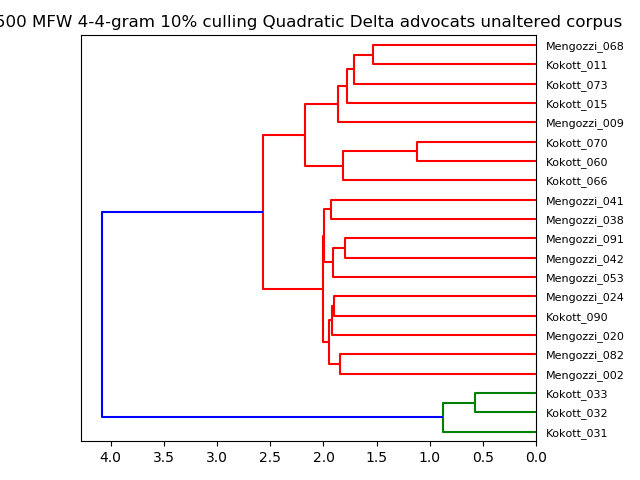 500 MFW 4-4-gram 10% culling Quadratic Delta advocats unaltered corpus
Mengozzi_068
Kokott_011
Kokott_073
Kokott_015
Mengozzi_009
Kokott_070
Kokott_060
Kokott_066
Mengozzi_041
Mengozzi_038
Mengozzi_091
Mengozzi_042
Mengozzi_053
Mengozzi_024
Kokott_090
Mengozzi_020
Mengozzi_082
Mengozzi_002
Kokott_033
Kokott_032
Kokott_031
4.0 3.5 3.0 2.5 2.0 1.5 1.0 0.5 0.0